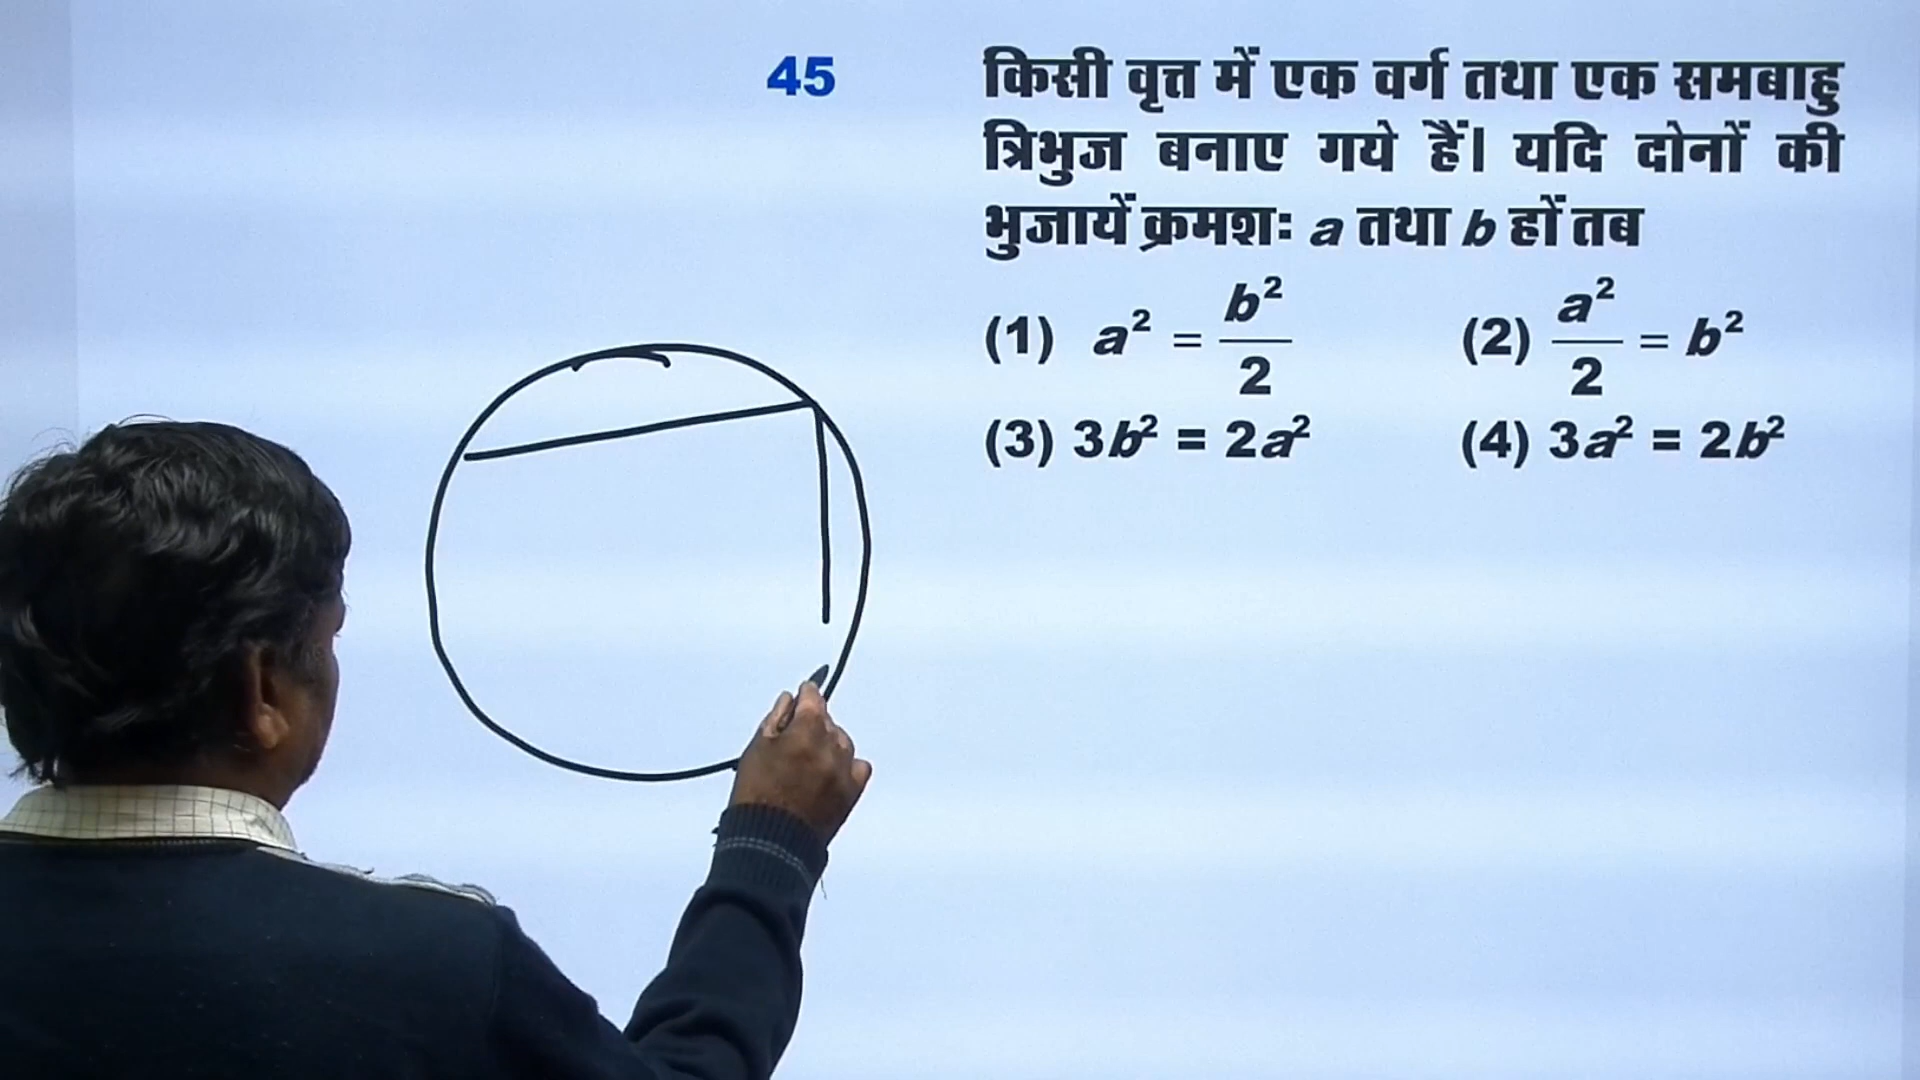 45 किसी वृत्त में एक वर्ग तथा एक समबाहु
त्रिभुज बनाए गये हैं। यदि दोनों की
भुजायें क्रमशः a तथा b हों तब
(1) a² = b²/2 (2) a²/2 = b²
(3) 3b² = 2a² (4) 3a² = 2b²